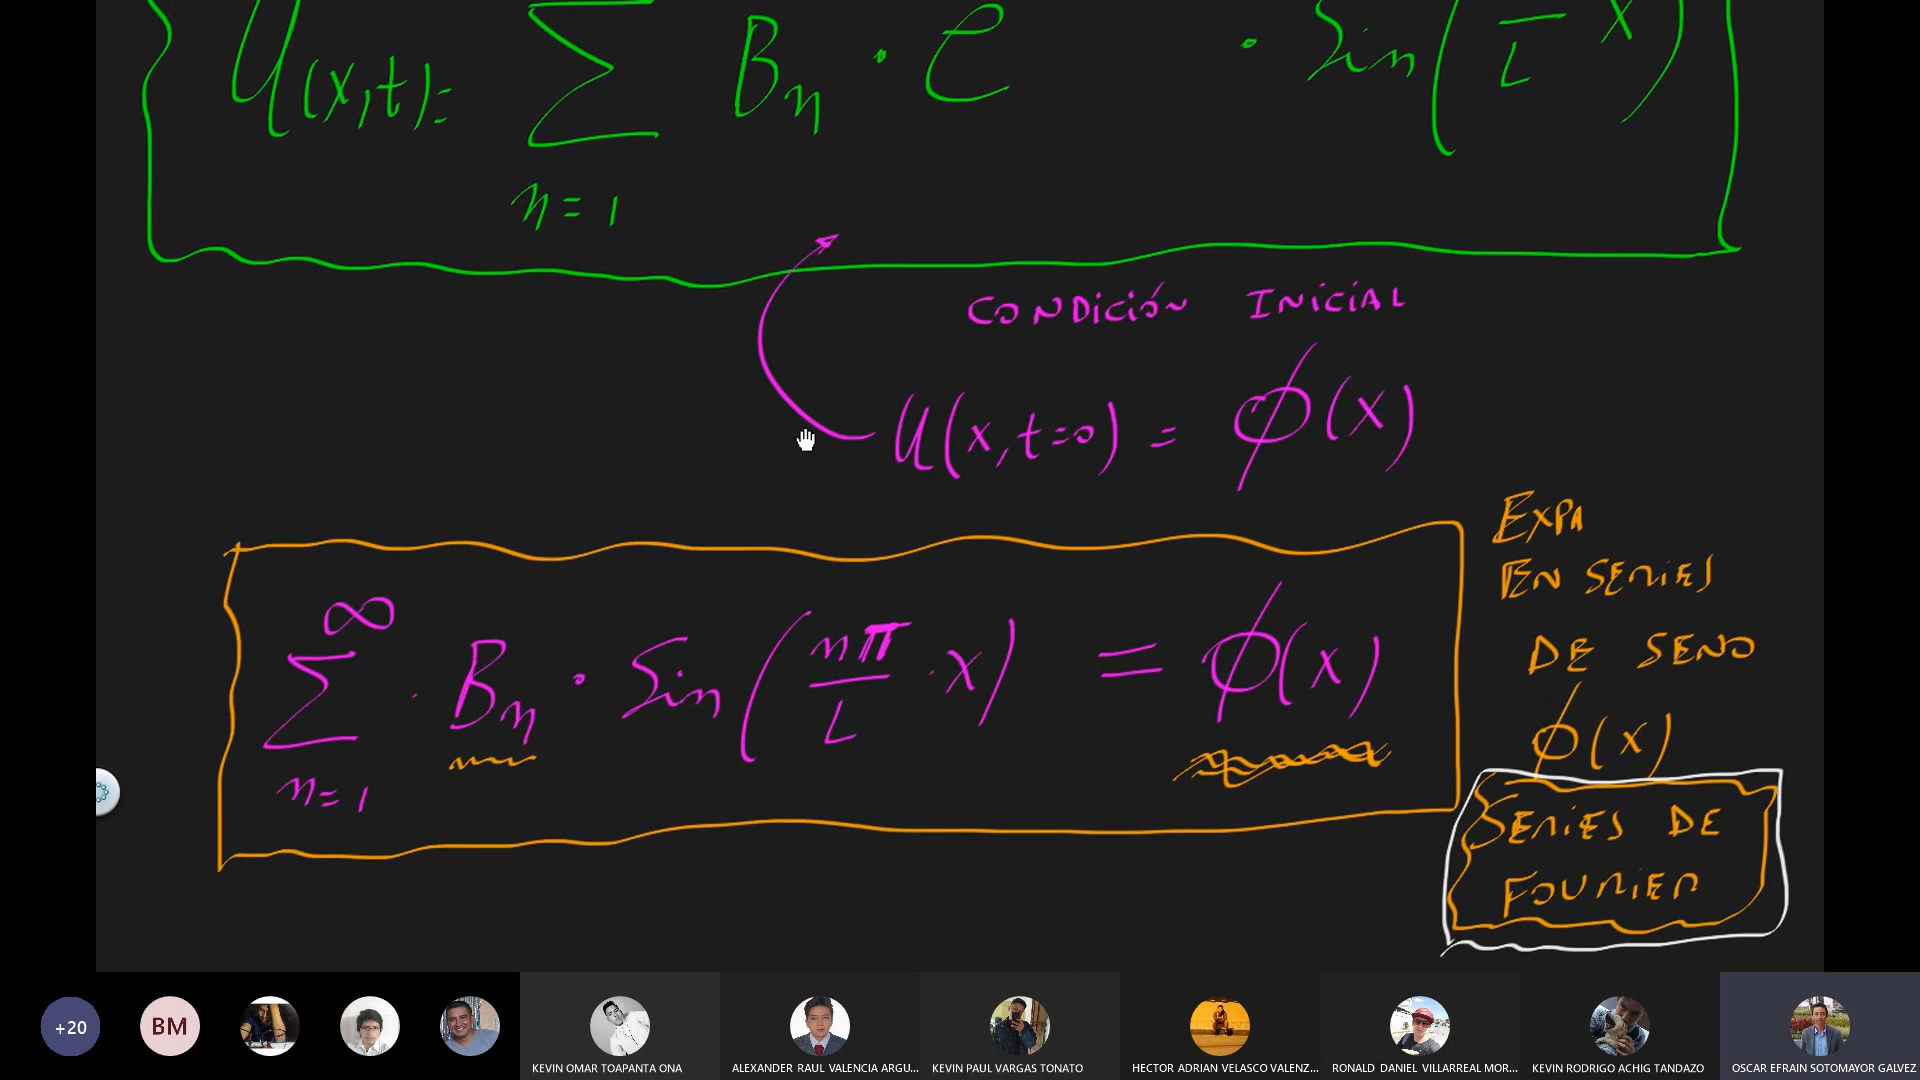 U(x,t)= Σ Bn · e · Sin( /L x)
n=1
CONDICIÓN INICIAL
U(x,t=0) = ϕ(x)
EXPA
EN SERIES
DE SENO
ϕ(x)
∞
Σ · Bn · Sin(nπ/L · x) = ϕ(x)
n=1
SERIES DE
FOURIER
+20
BM
KEVIN OMAR TOAPANTA ONA
ALEXANDER RAUL VALENCIA ARGU...
KEVIN PAUL VARGAS TONATO
HECTOR ADRIAN VELASCO VALENZ...
RONALD DANIEL VILLARREAL MOR...
KEVIN RODRIGO ACHIG TANDAZO
OSCAR EFRAIN SOTOMAYOR GALVEZ